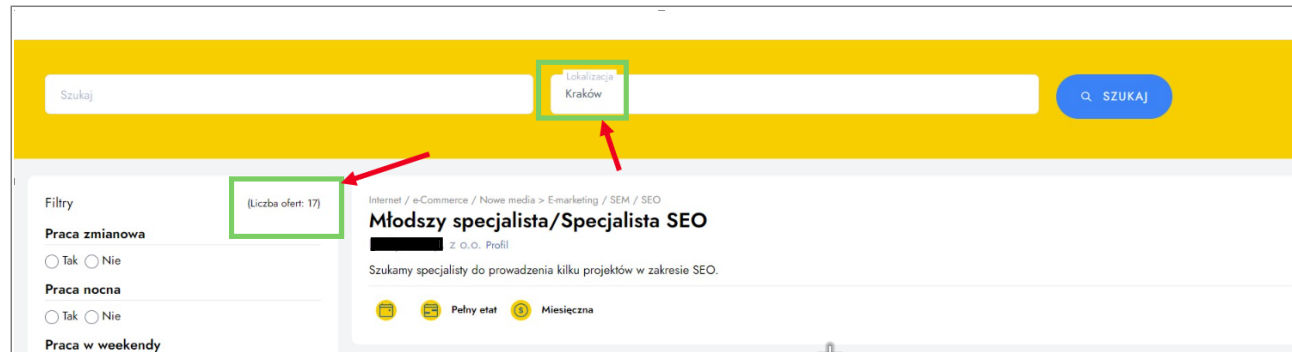 Lokalizacja
Szukaj
Kraków
SZUKAJ
Filtry
(Liczba ofert: 17)
Praca zmianowa
Tak Nie
Praca nocna
Tak Nie
Praca w weekendy
Internet / e-Commerce / Nowe media > E-marketing / SEM / SEO
Młodszy specjalista/Specjalista SEO
z o.o. Profil
Szukamy specjalisty do prowadzenia kilku projektów w zakresie SEO.
Pełny etat Miesięczna